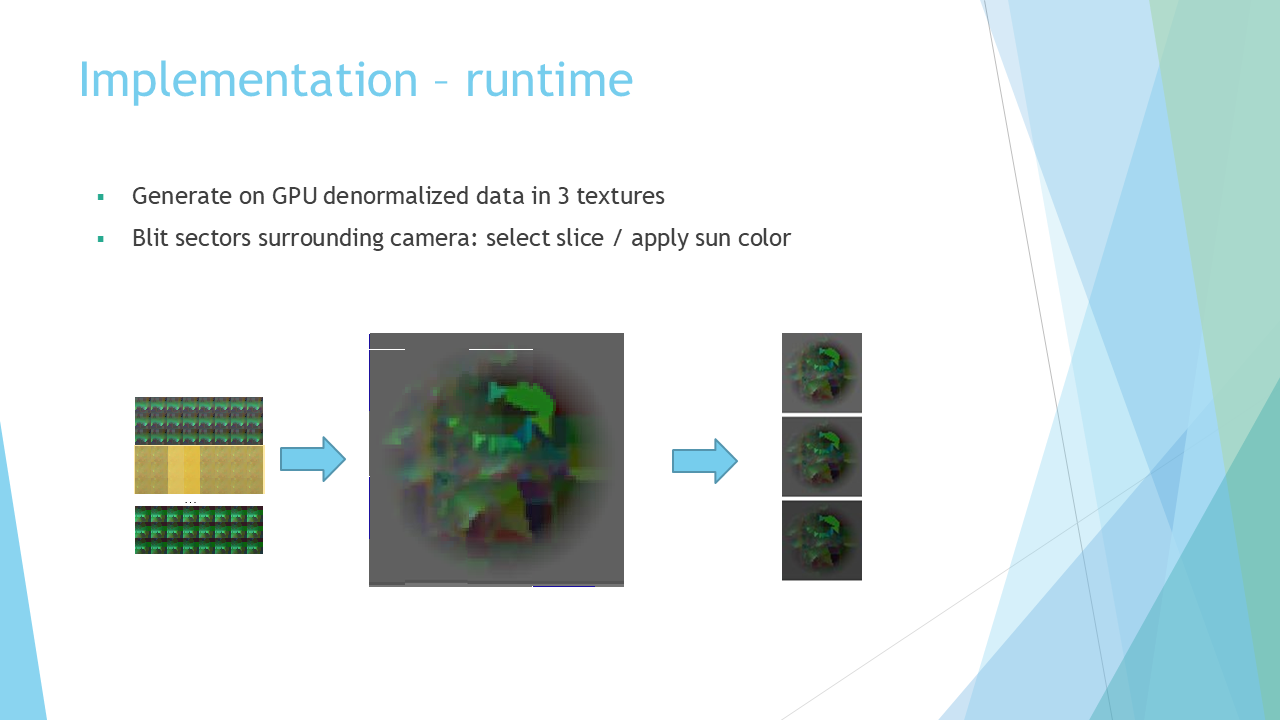 Implementation – runtime
▪ Generate on GPU denormalized data in 3 textures
▪ Blit sectors surrounding camera: select slice / apply sun color
...